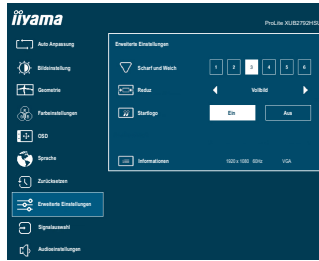 iiyama
ProLite XUB2792HSU
Auto Anpassung
Erweiterte Einstellungen
Bildeinstellung
Scharf und Weich
1 2 3 4 5 6
Geometrie
Reduz
Vollbild
Farbeinstellungen
Startlogo
Ein
Aus
OSD
Sprache
Informationen
1920 x 1080 60Hz VGA
Zurücksetzen
Erweiterte Einstellungen
Signalauswahl
Audioeinstellungen